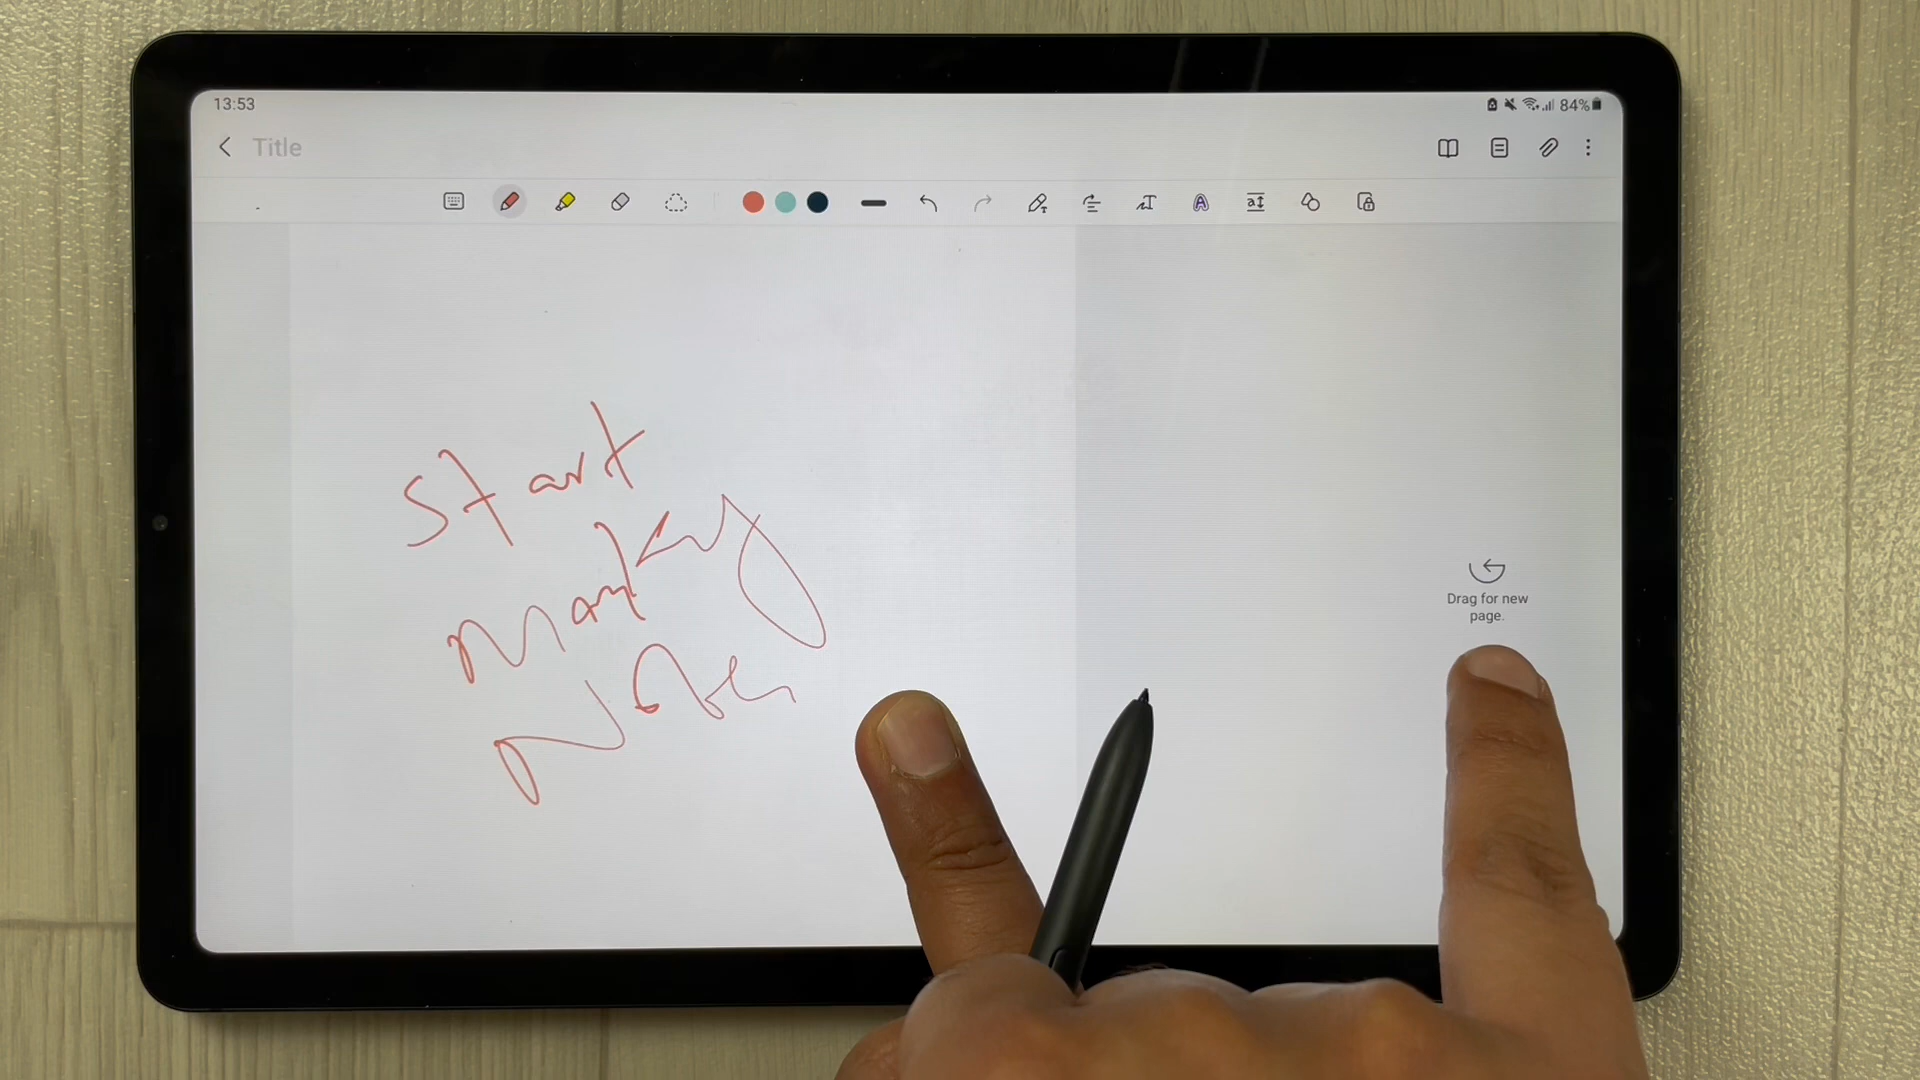 13:53
84%
Title
Start
Making
Notes
Drag for new
page.